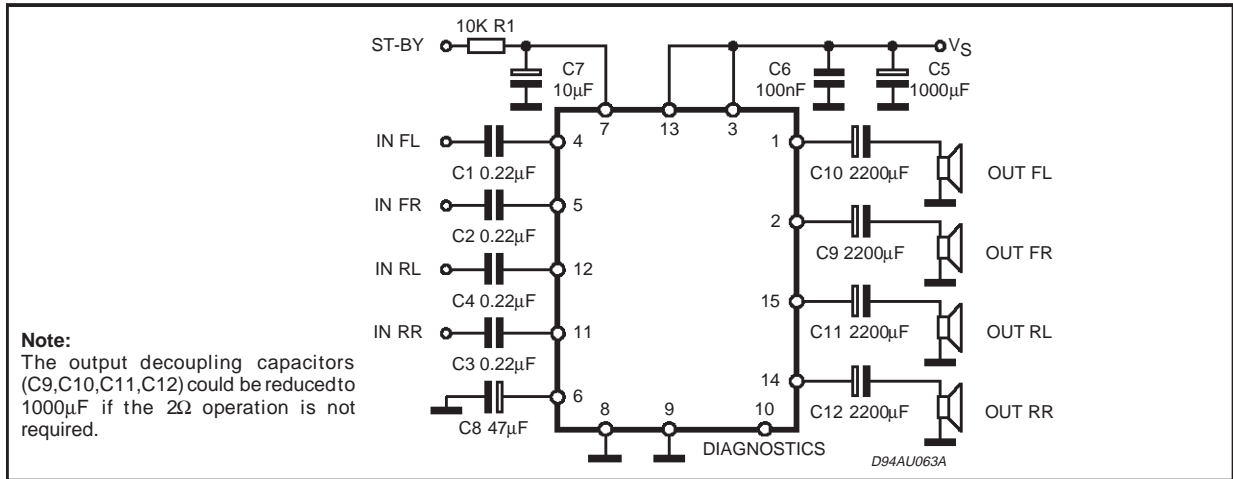 10K R1
ST-BY
VS
C7
10µF
C6
100nF
C5
1000µF
7
13
3
IN FL
4
1
C1 0.22µF
C10 2200µF
OUT FL
IN FR
5
2
C2 0.22µF
C9 2200µF
OUT FR
IN RL
12
15
C4 0.22µF
C11 2200µF
OUT RL
IN RR
11
14
C3 0.22µF
C12 2200µF
OUT RR
6
C8 47µF
8
9
10
DIAGNOSTICS
D94AU063A
Note:
The output decoupling capacitors
(C9,C10,C11,C12) could be reduced to
1000µF if the 2Ω operation is not
required.